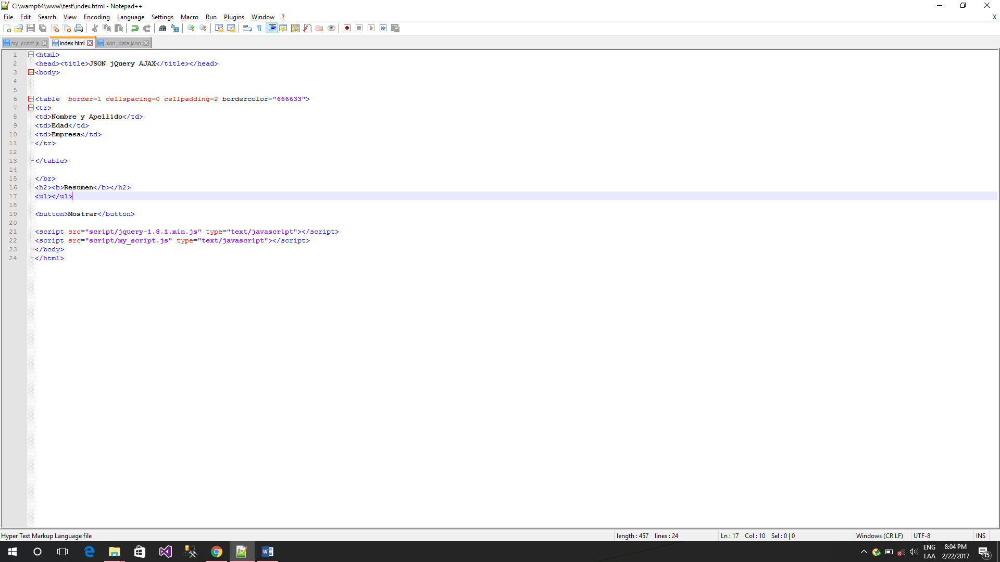 C:\wamp64\www\test\index.html - Notepad++
File Edit Search View Encoding Language Settings Macro Run Plugins Window ? X
my_script.js index.html json_data.json
1 <html>
2 <head><title>JSON jQuery AJAX</title></head>
3 <body>
4
5
6 <table  border=1 cellspacing=0 cellpadding=2 bordercolor="666633">
7 <tr>
8 <td>Nombre y Apellido</td>
9 <td>Edad</td>
10 <td>Empresa</td>
11 </tr>
12
13 </table>
14
15 </br>
16 <h2><b>Resumen</b></h2>
17 <ul></ul>
18
19 <button>Mostrar</button>
20
21 <script src="script/jquery-1.8.1.min.js" type="text/javascript"></script>
22 <script src="script/my_script.js" type="text/javascript"></script>
23 </body>
24 </html>
Hyper Text Markup Language file length : 457 lines : 24 Ln : 17 Col : 10 Sel : 0 | 0 Windows (CR LF) UTF-8 INS
ENG 8:04 PM
LAA 2/22/2017 15